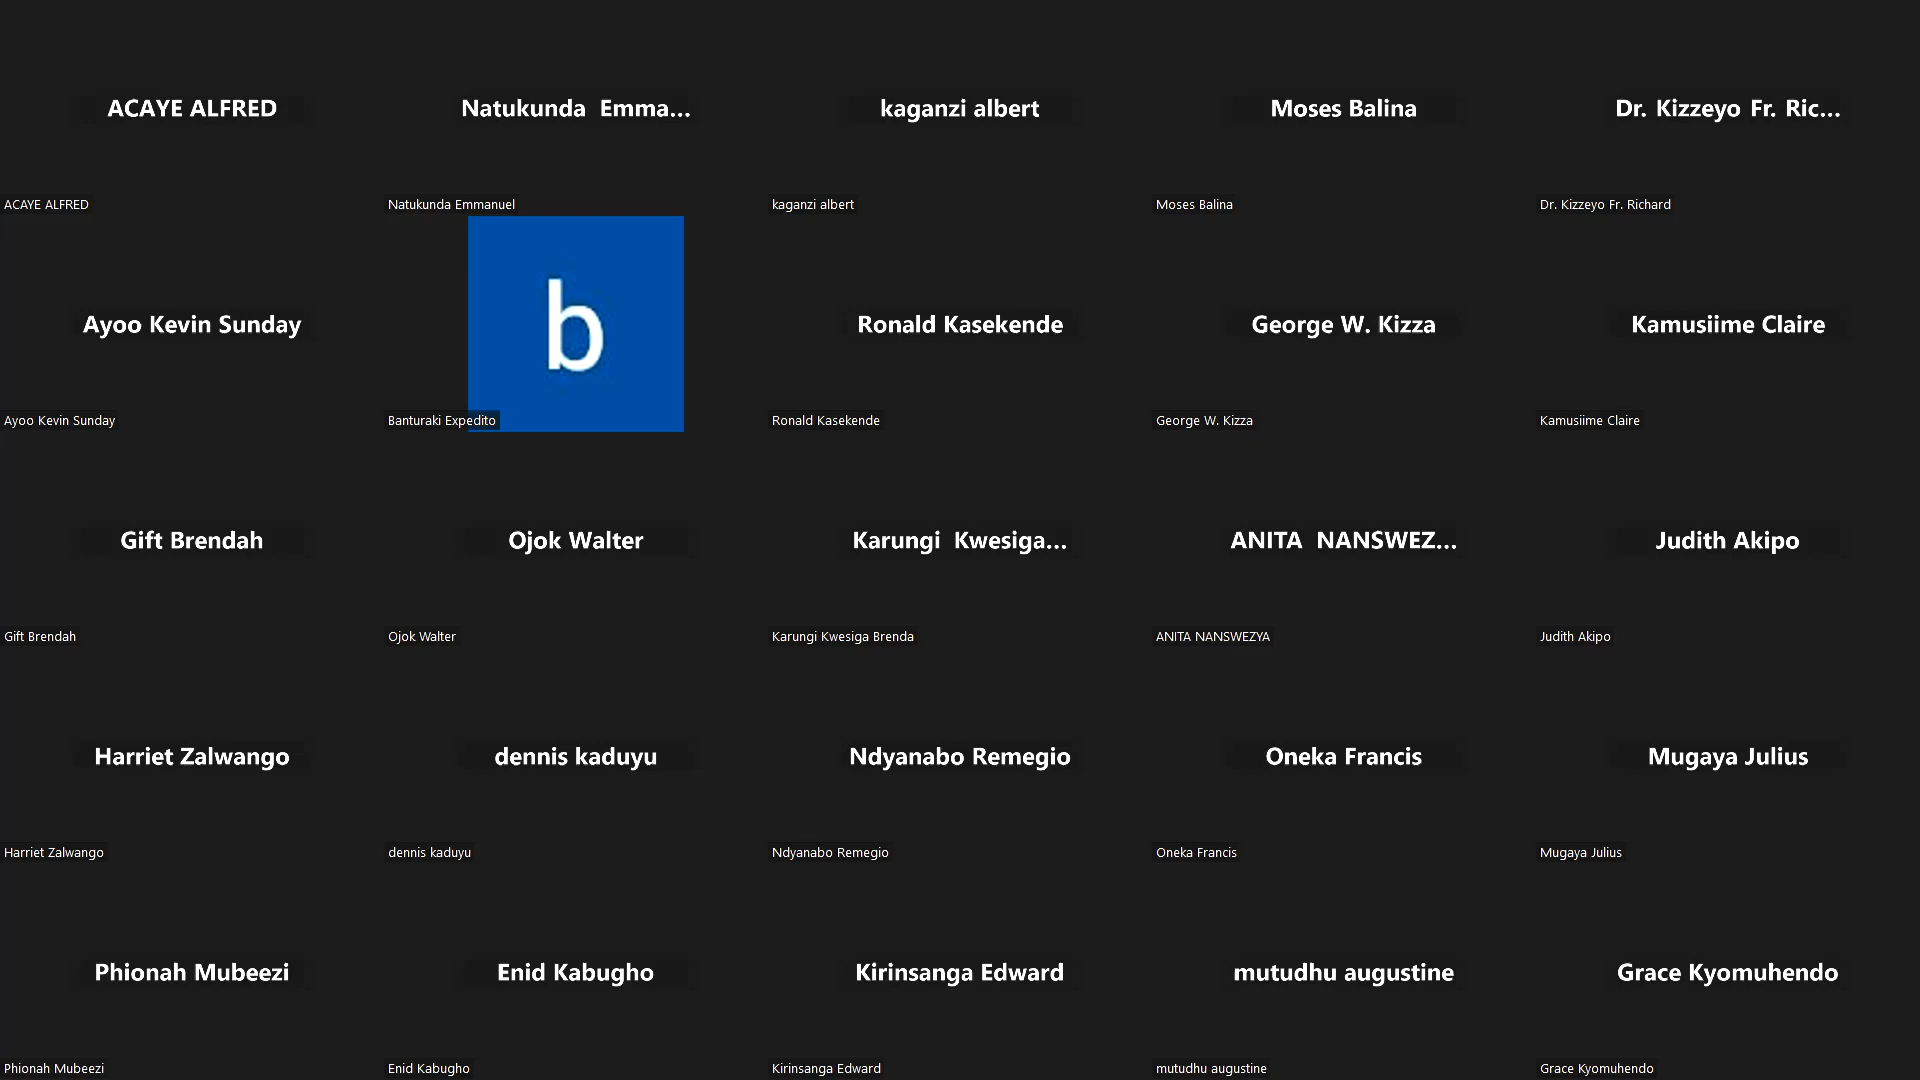 ACAYE ALFRED
Natukunda Emma...
kaganzi albert
Moses Balina
Dr. Kizzeyo Fr. Ric...
ACAYE ALFRED
Natukunda Emmanuel
kaganzi albert
Moses Balina
Dr. Kizzeyo Fr. Richard
Ayoo Kevin Sunday
b
Ronald Kasekende
George W. Kizza
Kamusiime Claire
Ayoo Kevin Sunday
Banturaki Expedito
Ronald Kasekende
George W. Kizza
Kamusiime Claire
Gift Brendah
Ojok Walter
Karungi Kwesiga...
ANITA NANSWEZ...
Judith Akipo
Gift Brendah
Ojok Walter
Karungi Kwesiga Brenda
ANITA NANSWEZYA
Judith Akipo
Harriet Zalwango
dennis kaduyu
Ndyanabo Remegio
Oneka Francis
Mugaya Julius
Harriet Zalwango
dennis kaduyu
Ndyanabo Remegio
Oneka Francis
Mugaya Julius
Phionah Mubeezi
Enid Kabugho
Kirinsanga Edward
mutudhu augustine
Grace Kyomuhendo
Phionah Mubeezi
Enid Kabugho
Kirinsanga Edward
mutudhu augustine
Grace Kyomuhendo